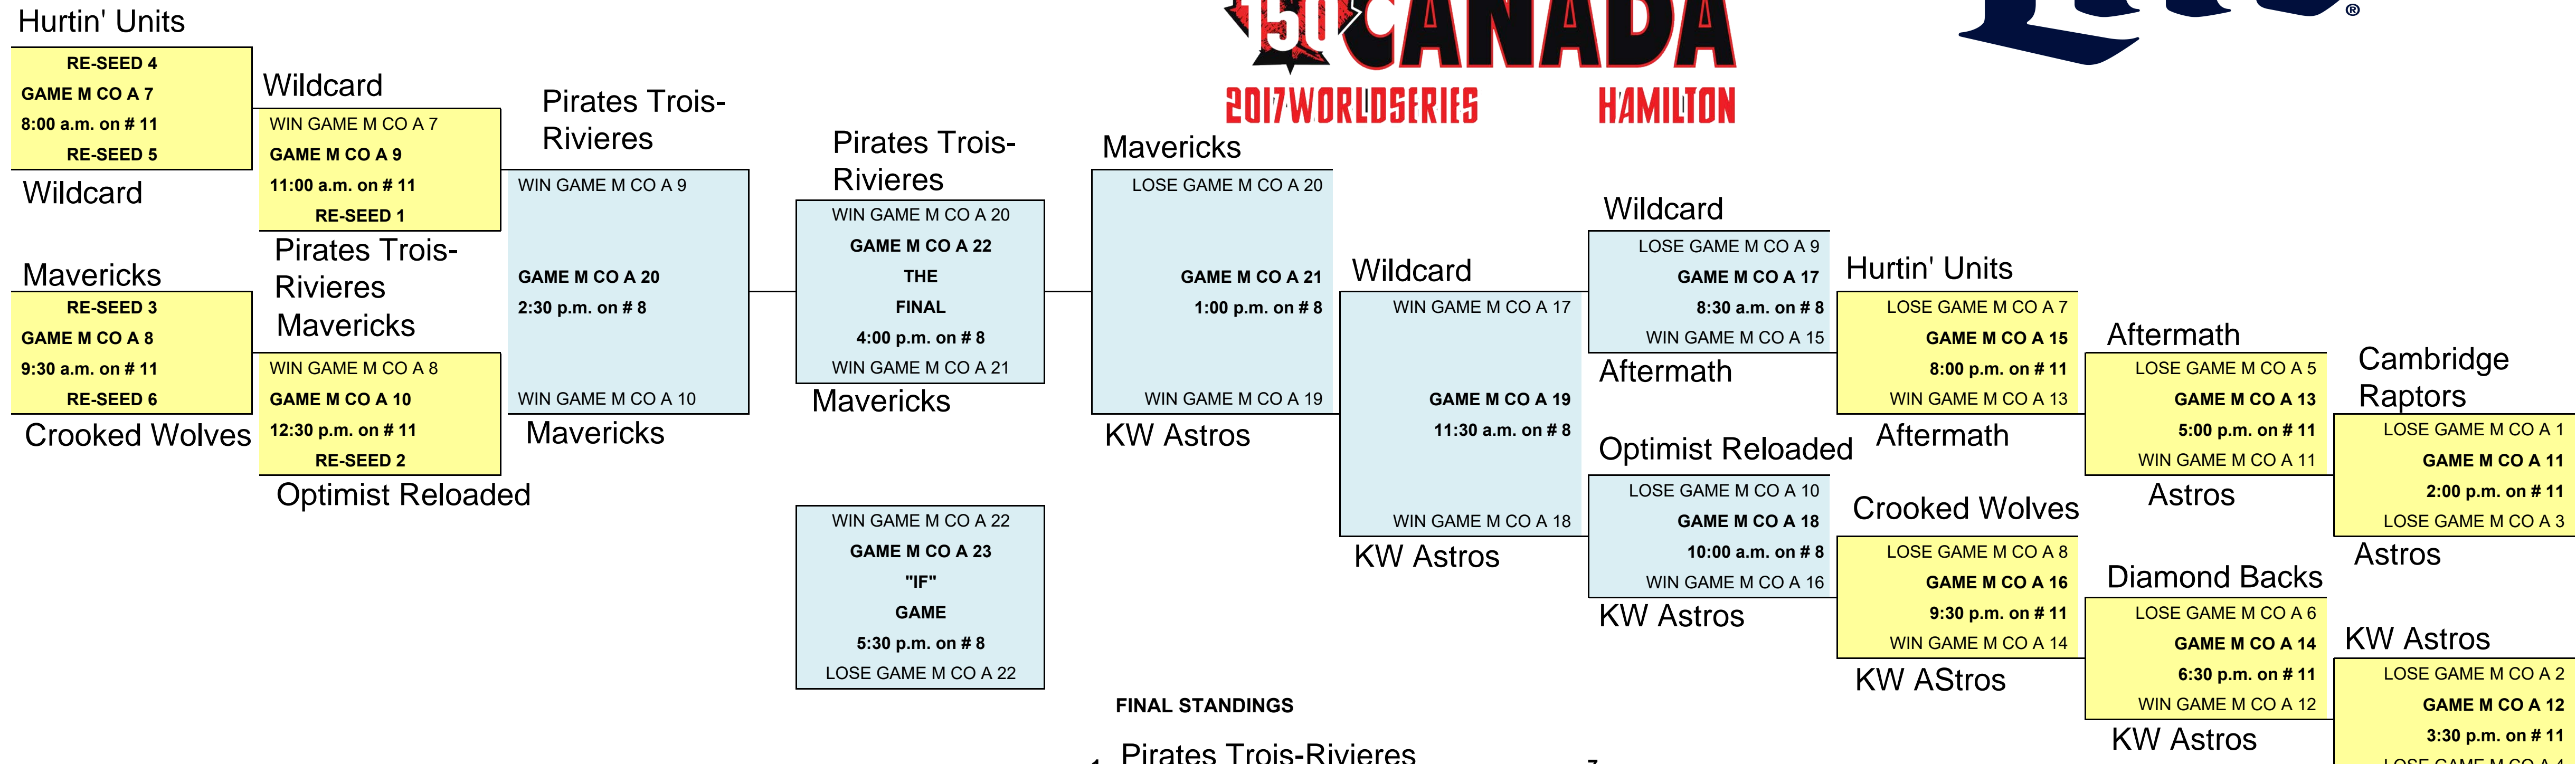 Hurtin' Units
RE-SEED 4
GAME M CO A 7
8:00 a.m. on # 11
RE-SEED 5
Wildcard
Mavericks
RE-SEED 3
GAME M CO A 8
9:30 a.m. on # 11
RE-SEED 6
Crooked Wolves
Wildcard
WIN GAME M CO A 7
GAME M CO A 9
11:00 a.m. on # 11
RE-SEED 1
Pirates Trois-
Rivieres
Mavericks
WIN GAME M CO A 8
GAME M CO A 10
12:30 p.m. on # 11
RE-SEED 2
Optimist Reloaded
Pirates Trois-
Rivieres
WIN GAME M CO A 9
GAME M CO A 20
2:30 p.m. on # 8
WIN GAME M CO A 10
Mavericks
Pirates Trois-
Rivieres
WIN GAME M CO A 20
GAME M CO A 22
THE
FINAL
4:00 p.m. on # 8
WIN GAME M CO A 21
Mavericks
WIN GAME M CO A 22
GAME M CO A 23
"IF"
GAME
5:30 p.m. on # 8
LOSE GAME M CO A 22
150 CANADA
2017 WORLD SERIES HAMILTON
®
Mavericks
LOSE GAME M CO A 20
GAME M CO A 21
1:00 p.m. on # 8
WIN GAME M CO A 19
KW Astros
Wildcard
WIN GAME M CO A 17
GAME M CO A 19
11:30 a.m. on # 8
WIN GAME M CO A 18
KW Astros
Wildcard
LOSE GAME M CO A 9
GAME M CO A 17
8:30 a.m. on # 8
WIN GAME M CO A 15
Aftermath
Optimist Reloaded
LOSE GAME M CO A 10
GAME M CO A 18
10:00 a.m. on # 8
WIN GAME M CO A 16
KW Astros
Hurtin' Units
LOSE GAME M CO A 7
GAME M CO A 15
8:00 p.m. on # 11
WIN GAME M CO A 13
Aftermath
Crooked Wolves
LOSE GAME M CO A 8
GAME M CO A 16
9:30 p.m. on # 11
WIN GAME M CO A 14
KW AStros
Aftermath
LOSE GAME M CO A 5
GAME M CO A 13
5:00 p.m. on # 11
WIN GAME M CO A 11
Astros
Diamond Backs
LOSE GAME M CO A 6
GAME M CO A 14
6:30 p.m. on # 11
WIN GAME M CO A 12
KW Astros
Cambridge
Raptors
LOSE GAME M CO A 1
GAME M CO A 11
2:00 p.m. on # 11
LOSE GAME M CO A 3
Astros
KW Astros
LOSE GAME M CO A 2
GAME M CO A 12
3:30 p.m. on # 11
LOSE GAME M CO A 4
FINAL STANDINGS
1 Pirates Trois-Rivieres
7